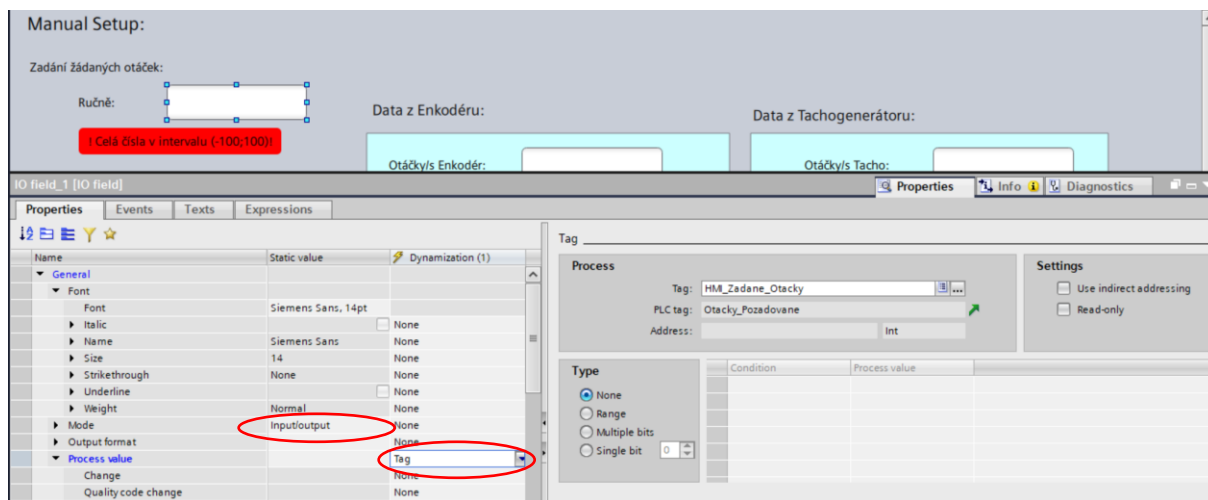 Manual Setup:
Zadání žádaných otáček:
Ručně:
! Celá čísla v intervalu (-100;100)!
Data z Enkodéru:
Data z Tachogenerátoru:
Otáčky/s Enkodér:
Otáčky/s Tacho:
IO field_1 [IO field]
Properties Info Diagnostics
Properties Events Texts Expressions
Name Static value Dynamization (1)
General
Font
Font Siemens Sans, 14pt
Italic None
Name Siemens Sans None
Size 14 None
Strikethrough None None
Underline None
Weight Normal None
Mode Input/output None
Output format None
Process value Tag
Change None
Quality code change None
Tag
Process
Tag: HMI_Zadane_Otacky ...
PLC tag: Otacky_Pozadovane
Address: Int
Settings
Use indirect addressing
Read-only
Type
None
Range
Multiple bits
Single bit 0
Condition Process value